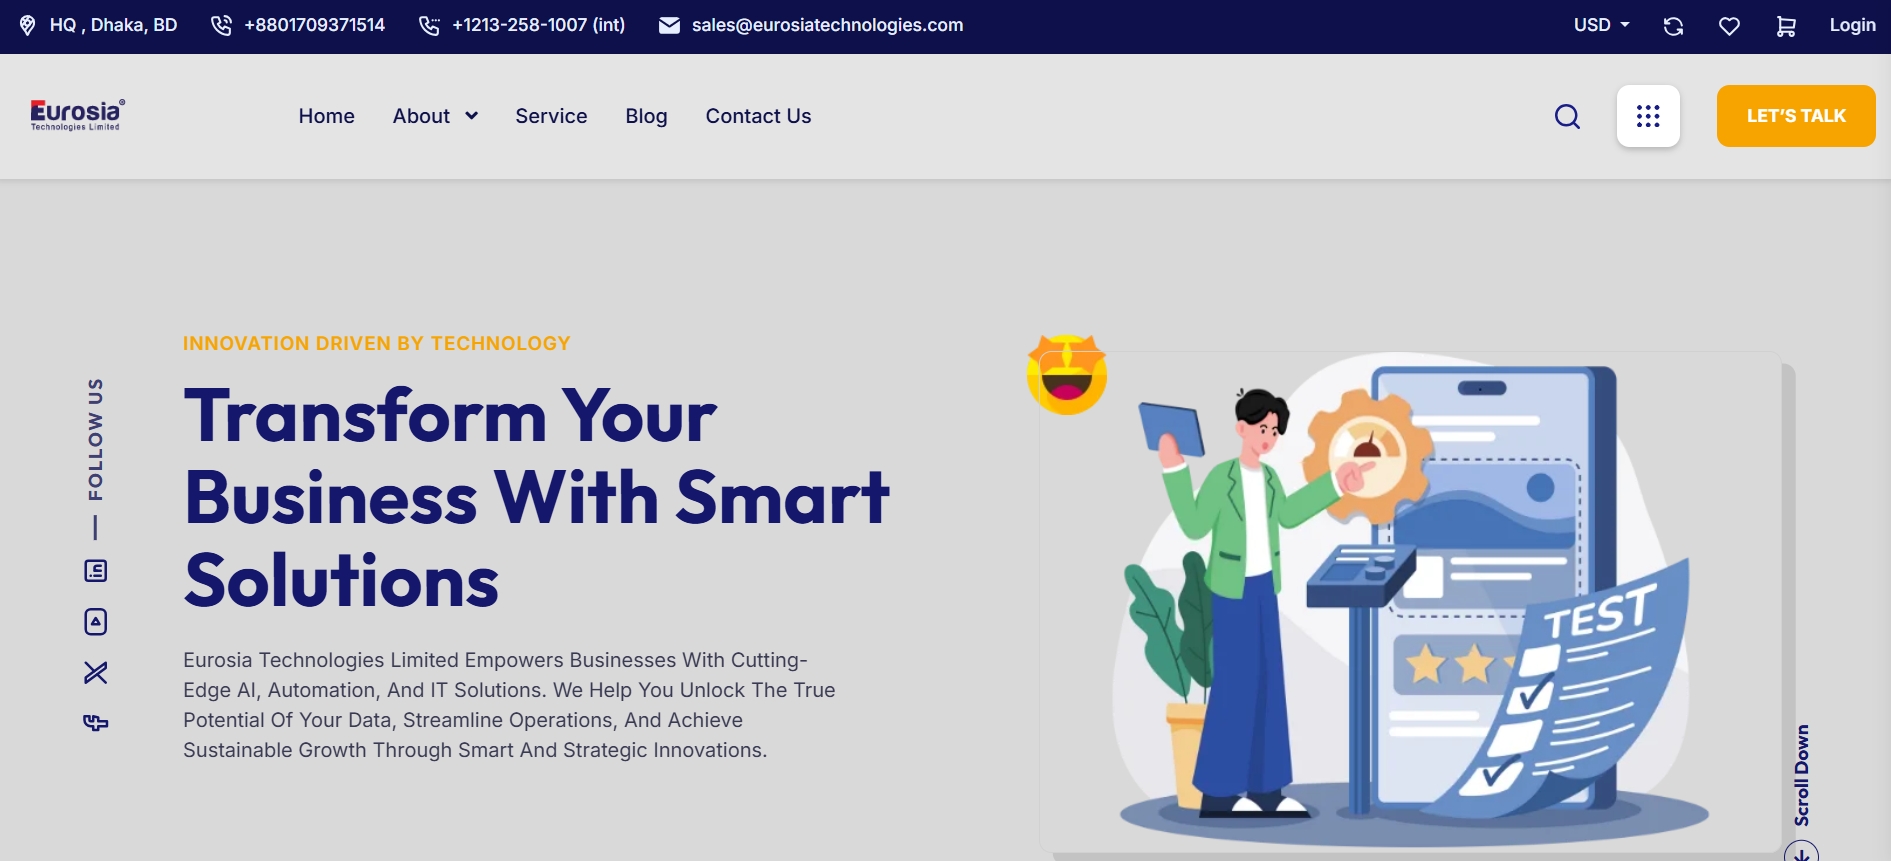 HQ , Dhaka, BD
+8801709371514
+1213-258-1007 (int)
sales@eurosiatechnologies.com
USD
Login
Eurosia®
Technologies Limited
Home
About
Service
Blog
Contact Us
LET'S TALK
INNOVATION DRIVEN BY TECHNOLOGY
Transform Your
Business With Smart
Solutions
FOLLOW US
Eurosia Technologies Limited Empowers Businesses With Cutting-
Edge AI, Automation, And IT Solutions. We Help You Unlock The True
Potential Of Your Data, Streamline Operations, And Achieve
Sustainable Growth Through Smart And Strategic Innovations.
TEST
Scroll Down